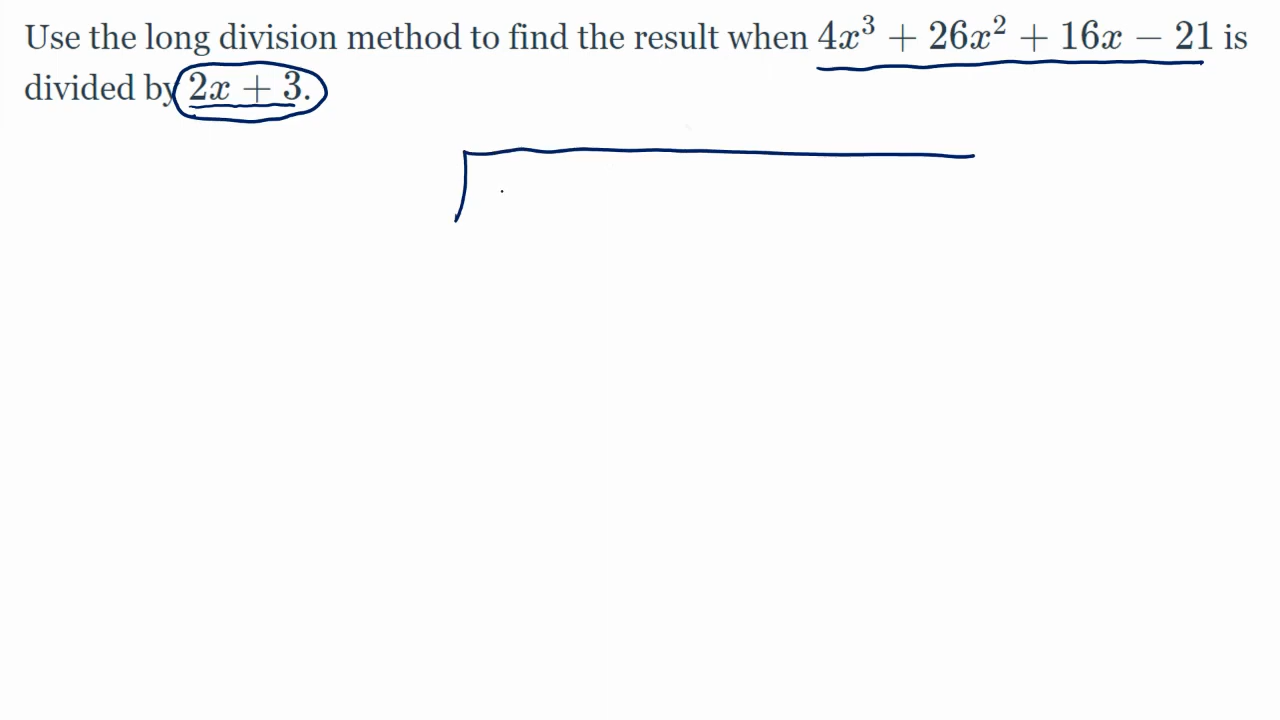 Use the long division method to find the result when 4x³ + 26x² + 16x − 21 is
divided by 2x + 3.